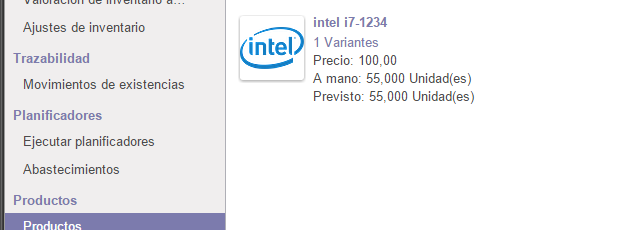 Valoración de inventario a...
Ajustes de inventario
Trazabilidad
Movimientos de existencias
Planificadores
Ejecutar planificadores
Abastecimientos
Productos
Productos
intel
intel i7-1234
1 Variantes
Precio: 100,00
A mano: 55,000 Unidad(es)
Previsto: 55,000 Unidad(es)